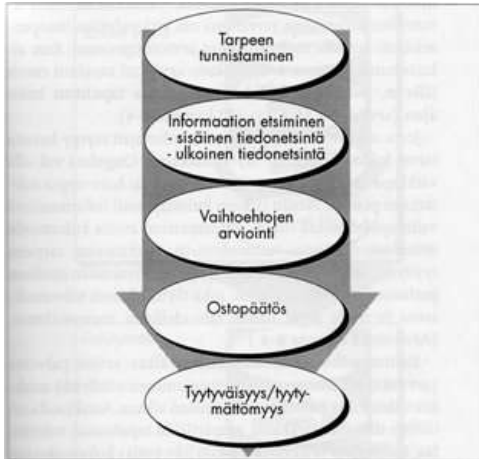 Tarpeen
tunnistaminen
Informaation etsiminen
- sisäinen tiedonetsintä
- ulkoinen tiedonetsintä
Vaihtoehtojen
arviointi
Ostopäätös
Tyytyväisyys/tyyty-
mättömyys